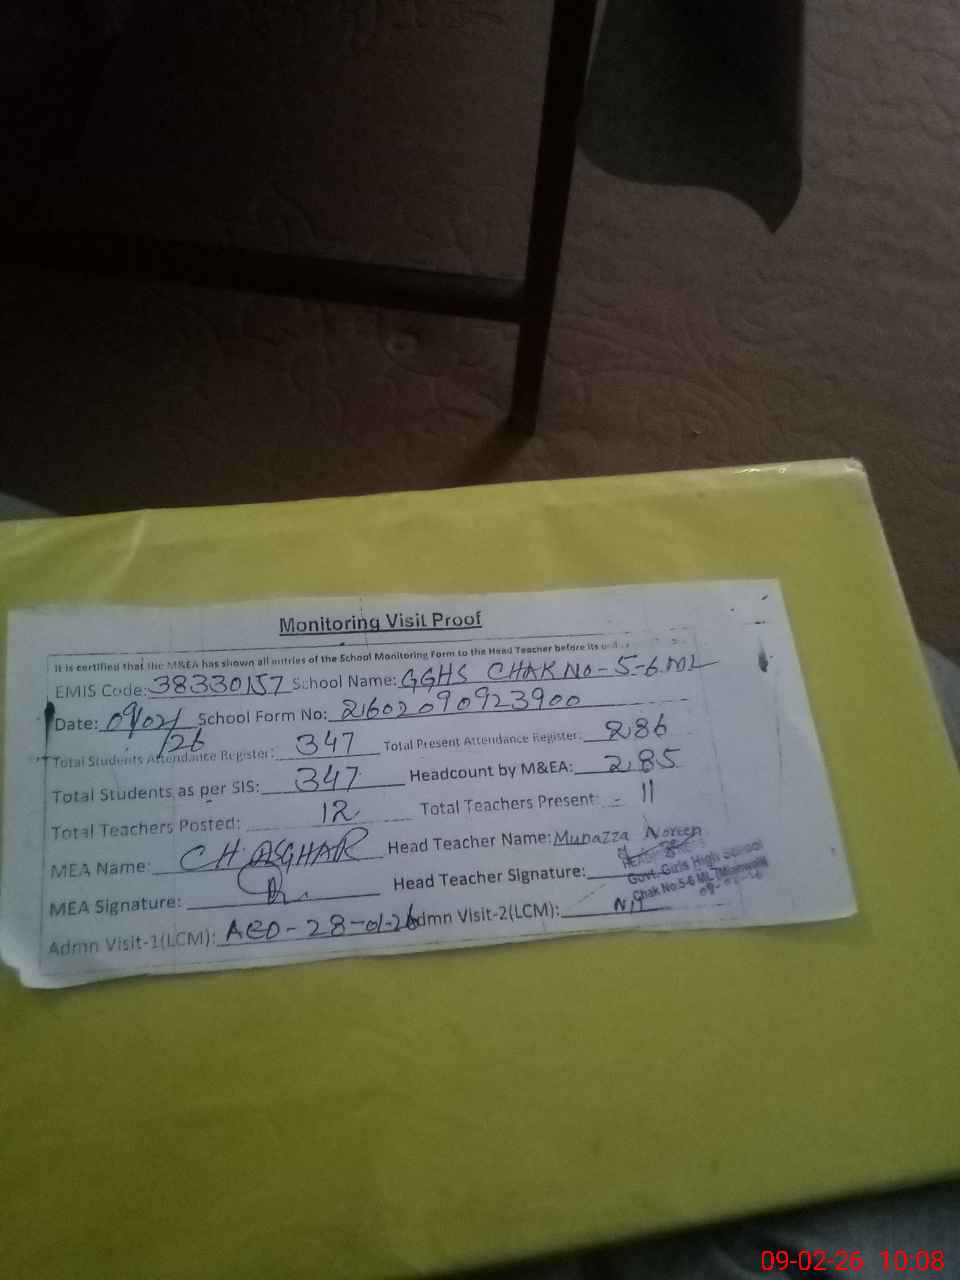 Monitoring Visit Proof
It is certified that the M&EA has shown all entries of the School Monitoring Form to the Head Teacher before its
EMIS Code: 38330157 School Name: GGHS CHAK No-5-6.ML
Date: 09/02/ School Form No: 2602090923900
/26
Total Students Attendance Register: 347 Total Present Attendance Register: 286
Total Students as per SIS: 347 Headcount by M&EA: 285
Total Teachers Posted: 12 Total Teachers Present: - 11
MEA Name: CH ASGHAR Head Teacher Name: Munazza Noreen
MEA Signature: Head Teacher Signature:
Govt. Girls High School
Chak No.5-6 ML (Mianwali)
Admn Visit-1(LCM): AEO-28-01-26 Admn Visit-2(LCM): Nil
09-02-26 10:08